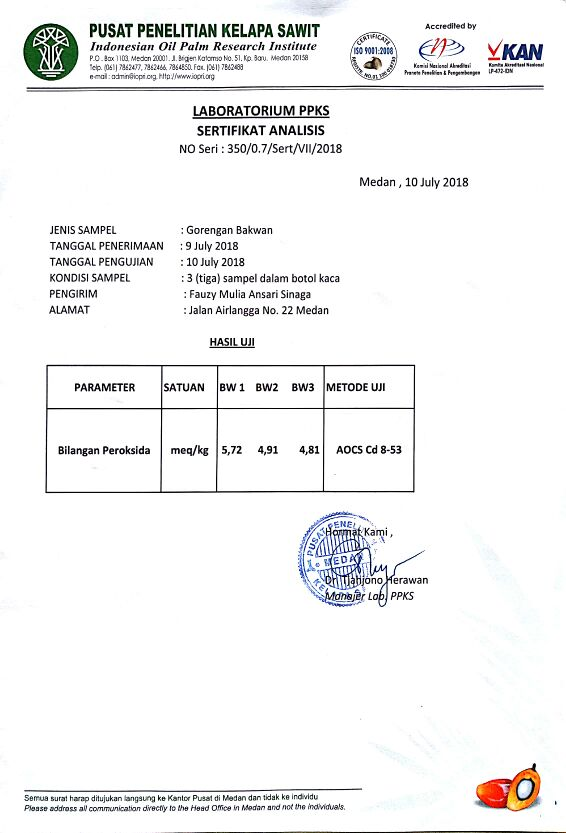 PUSAT PENELITIAN KELAPA SAWIT
Indonesian Oil Palm Research Institute
P.O. Box 1103, Medan 20001. Jl. Brigjen Katamso No. 51, Kp. Baru, Medan 20158
Telp. (061) 7862477, 7862466, 7864850, Fax. (061) 7862488
e-mail : admin@iopri.org, http://www.iopri.org
CERTIFICATE
ISO 9001:2008
Accredited by
Komisi Nasional Akreditasi
Pranata Penelitian & Pengembangan
KAN
Komite Akreditasi Nasional
LP-472-IDN
LABORATORIUM PPKS
SERTIFIKAT ANALISIS
NO Seri : 350/0.7/Sert/VII/2018
Medan , 10 July 2018
JENIS SAMPEL : Gorengan Bakwan
TANGGAL PENERIMAAN : 9 July 2018
TANGGAL PENGUJIAN : 10 July 2018
KONDISI SAMPEL : 3 (tiga) sampel dalam botol kaca
PENGIRIM : Fauzy Mulia Ansari Sinaga
ALAMAT : Jalan Airlangga No. 22 Medan
HASIL UJI
PARAMETER SATUAN BW 1 BW2 BW3 METODE UJI
Bilangan Peroksida meq/kg 5,72 4,91 4,81 AOCS Cd 8-53
Hormat Kami ,
PUSAT PENELI
MEDAN
Dr. Tjahjono Herawan
Manajer Lab. PPKS
Semua surat harap ditujukan langsung ke Kantor Pusat di Medan dan tidak ke individu
Please address all communication directly to the Head Office in Medan and not the individuals.